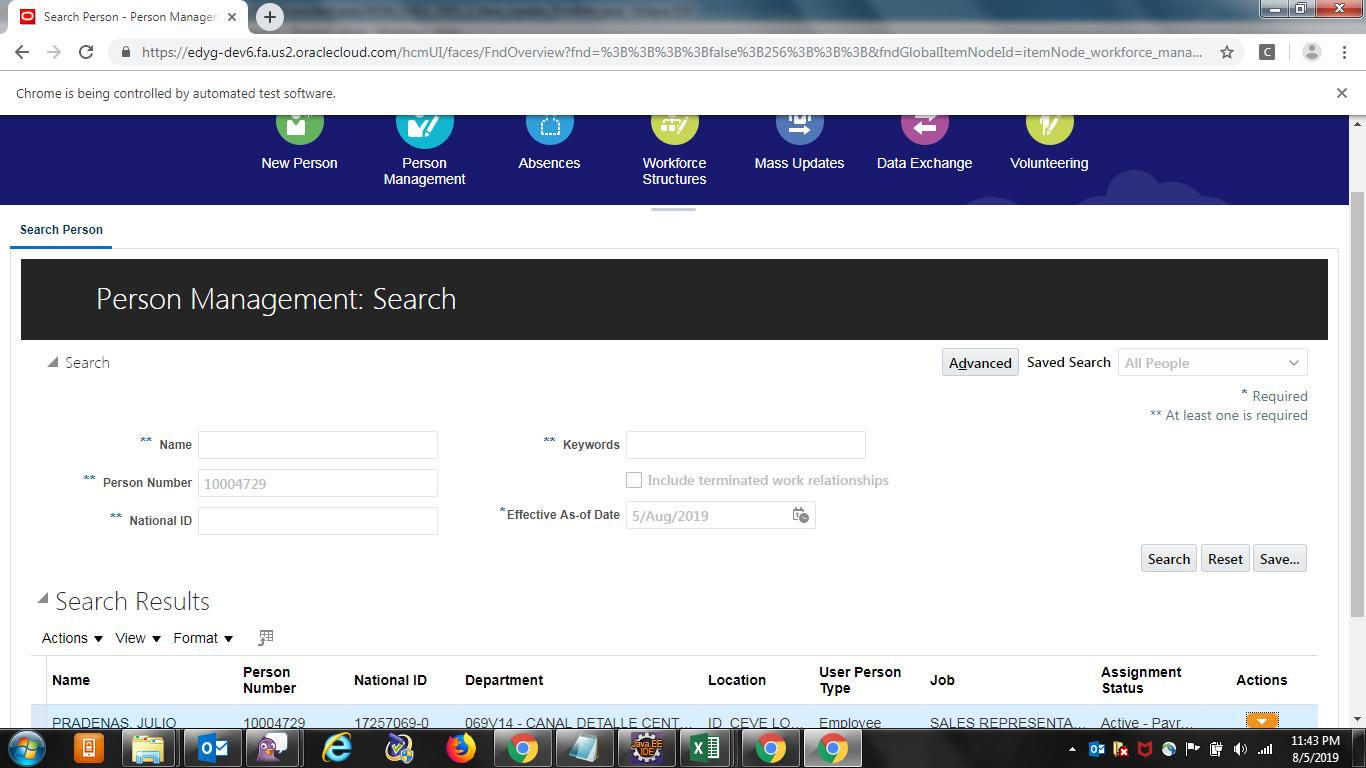 Search Person - Person Managen
https://edyg-dev6.fa.us2.oraclecloud.com/hcmUI/faces/FndOverview?fnd=%3B%3B%3B%3Bfalse%3B256%3B%3B%3B&fndGlobalItemNodeId=itemNode_workforce_mana...
Chrome is being controlled by automated test software.
New Person
Person Management
Absences
Workforce Structures
Mass Updates
Data Exchange
Volunteering
Search Person
Person Management: Search
Search
Advanced Saved Search All People
* Required
** At least one is required
** Name
** Keywords
** Person Number 10004729
Include terminated work relationships
** National ID
*Effective As-of Date 5/Aug/2019
Search Reset Save...
Search Results
Actions View Format
Name Person Number National ID Department Location User Person Type Job Assignment Status Actions
PRADENAS, JULIO 10004729 17257069-0 069V14 - CANAL DETALLE CENT... ID_CEVE LO... Employee SALES REPRESENTA... Active - Payr...
Java EE
IDE
11:43 PM
8/5/2019